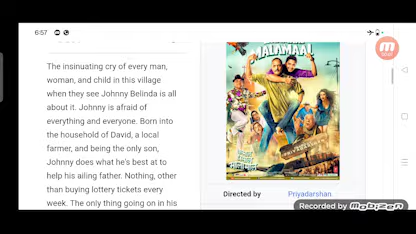 6:57
The insinuating cry of every man,
woman, and child in this village
when they see Johnny Belinda is all
about it. Johnny is afraid of
everything and everyone. Born into
the household of David, a local
farmer, and being the only son,
Johnny does what he's best at to
help his ailing father. Nothing,
other than buying lottery tickets every
week. The only thing going on in his
MALAMAAL
Directed by Priyadarshan
Recorded by mobizen